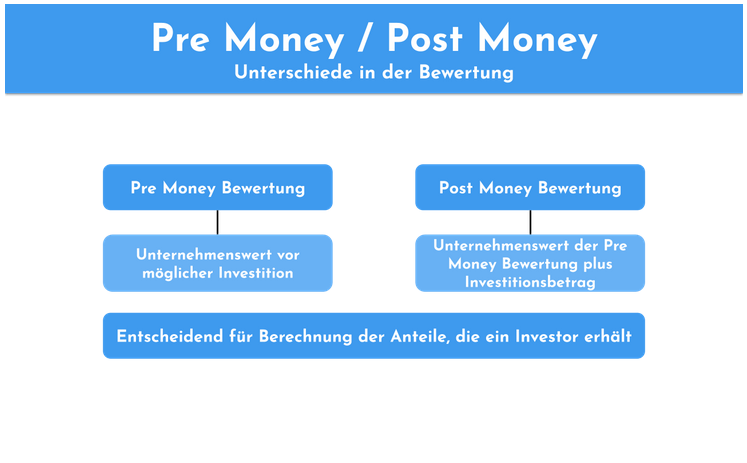 Pre Money / Post Money
Unterschiede in der Bewertung
Pre Money Bewertung
Unternehmenswert vor
möglicher Investition
Post Money Bewertung
Unternehmenswert der Pre
Money Bewertung plus
Investitionsbetrag
Entscheidend für Berechnung der Anteile, die ein Investor erhält